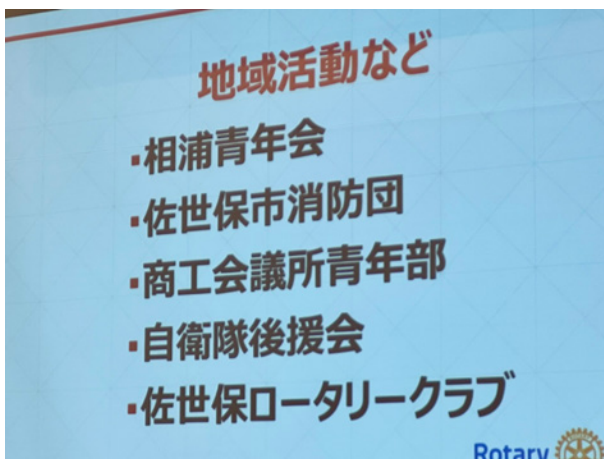 地域活動など
▪相浦青年会
▪佐世保市消防団
▪商工会議所青年部
▪自衛隊後援会
▪佐世保ロータリークラブ
Rotary